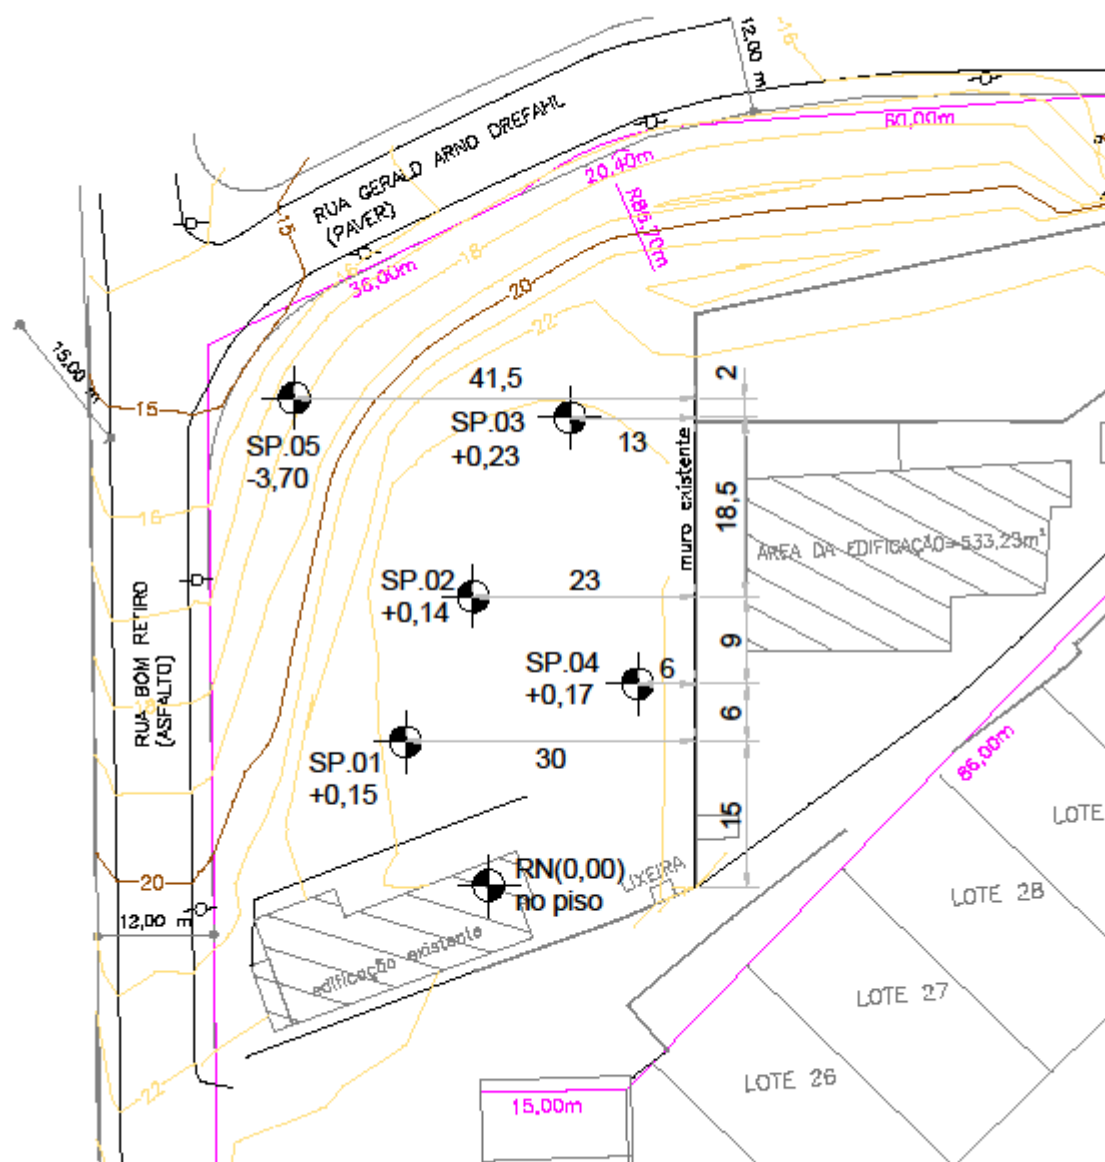 12,00 m
16
60,00m
RUA GERALD ARNO DREFAHL
(PAVER)
15
20,40m
R85,70m
36,00m
16
18
20
22
15,00 m
15
41,5
2
SP.05
-3,70
SP.03
+0,23
13
muro existente
18,5
16
AREA DA EDIFICAÇÃO=533,23m²
SP.02
+0,14
23
RUA BOM RETIRO
(ASFALTO)
18
9
SP.04
+0,17
6
6
SP.01
+0,15
30
86,00m
15
LOTE
20
RN(0,00)
no piso
LIXEIRA
LOTE 28
12,00 m
edificação existente
LOTE 27
22
LOTE 26
15,00m